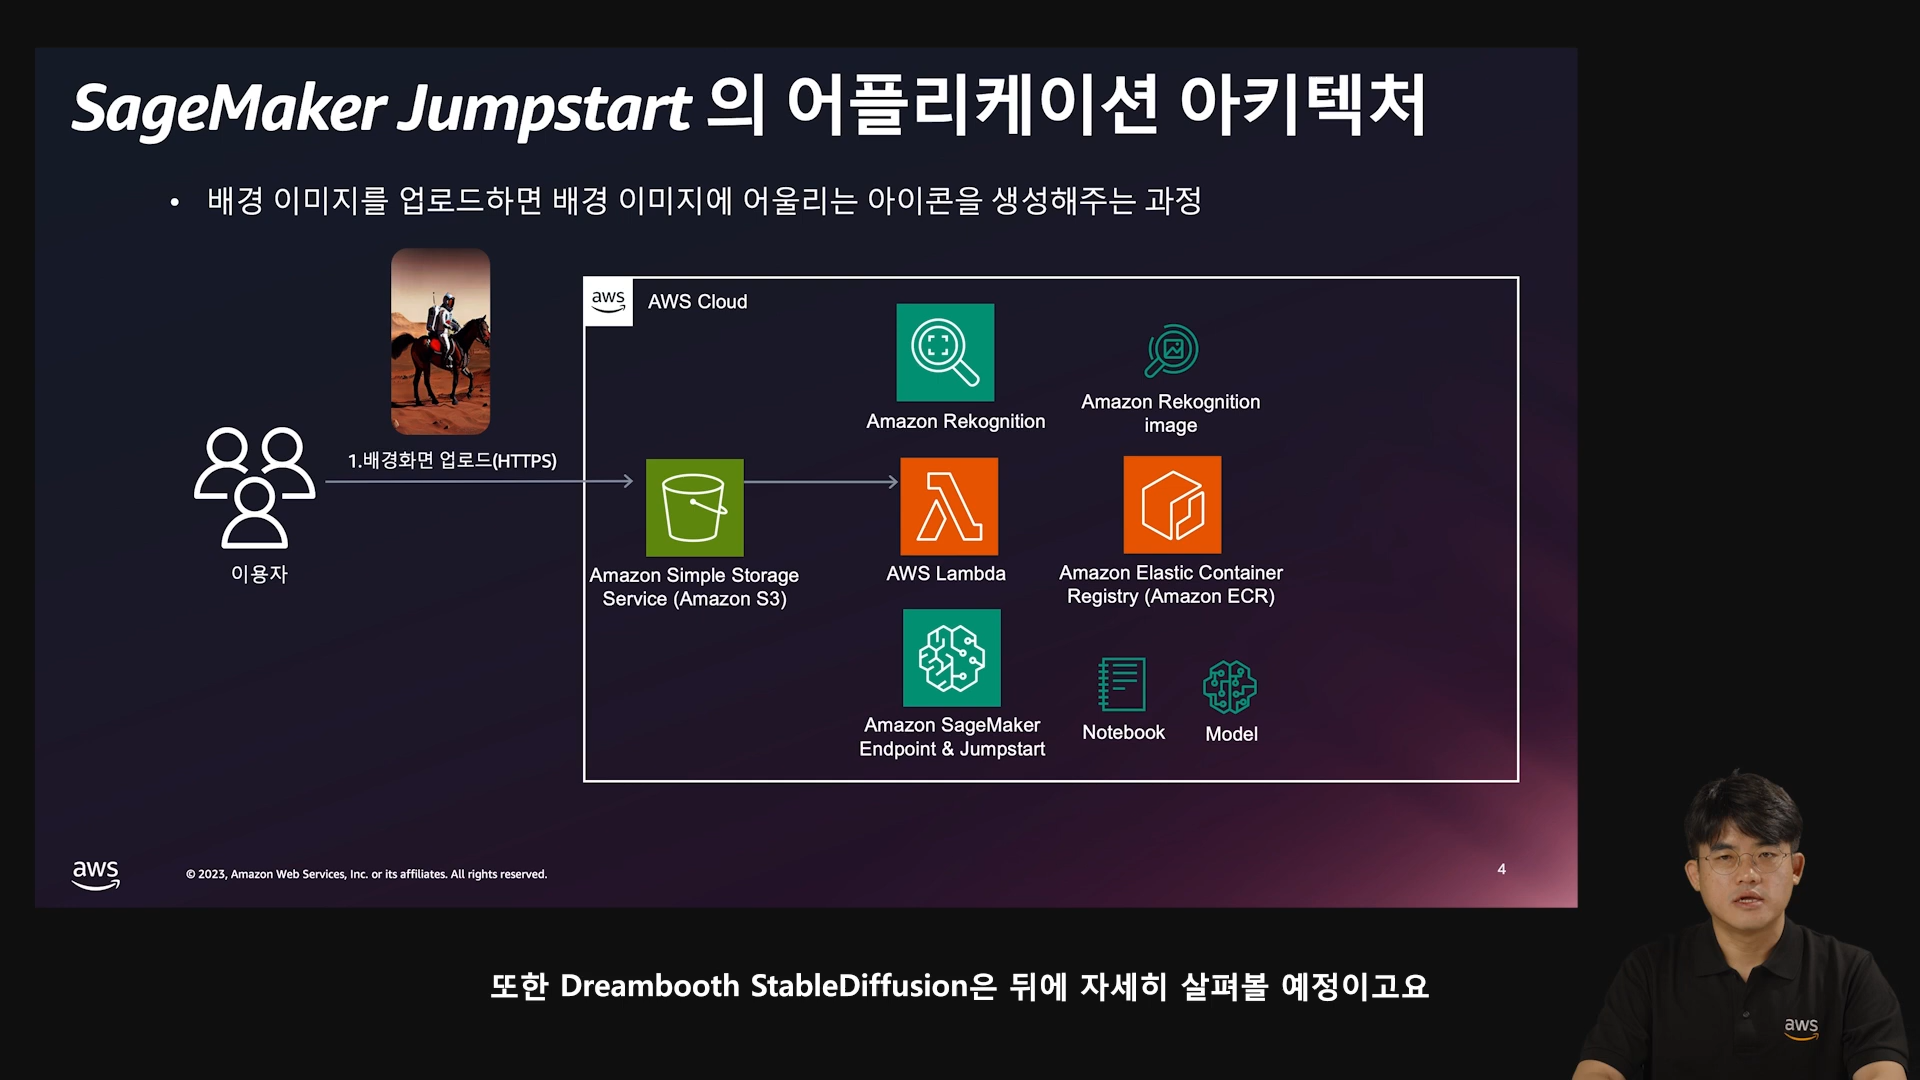 SageMaker Jumpstart 의 어플리케이션 아키텍처
• 배경 이미지를 업로드하면 배경 이미지에 어울리는 아이콘을 생성해주는 과정
aws
AWS Cloud
Amazon Rekognition
Amazon Rekognition
image
1.배경화면 업로드(HTTPS)
이용자
Amazon Simple Storage
Service (Amazon S3)
AWS Lambda
Amazon Elastic Container
Registry (Amazon ECR)
Amazon SageMaker
Endpoint & Jumpstart
Notebook
Model
aws
© 2023, Amazon Web Services, Inc. or its affiliates. All rights reserved.
4
또한 Dreambooth StableDiffusion은 뒤에 자세히 살펴볼 예정이고요
aws